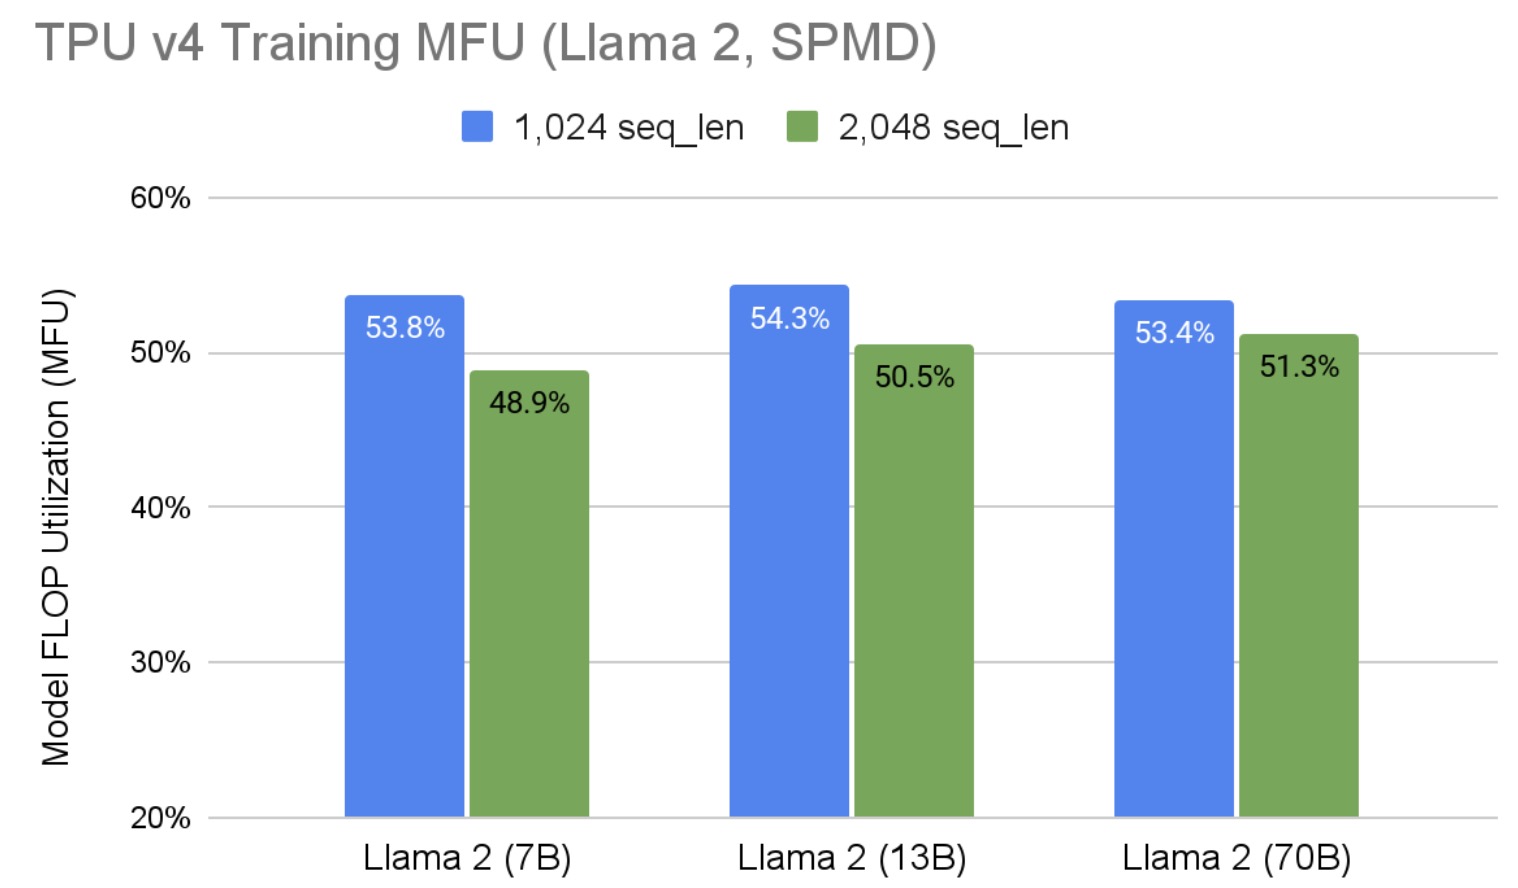 TPU v4 Training MFU (Llama 2, SPMD)
1,024 seq_len 2,048 seq_len
Model FLOP Utilization (MFU)
60%
50%
40%
30%
20%
53.8%
48.9%
54.3%
50.5%
53.4%
51.3%
Llama 2 (7B) Llama 2 (13B) Llama 2 (70B)